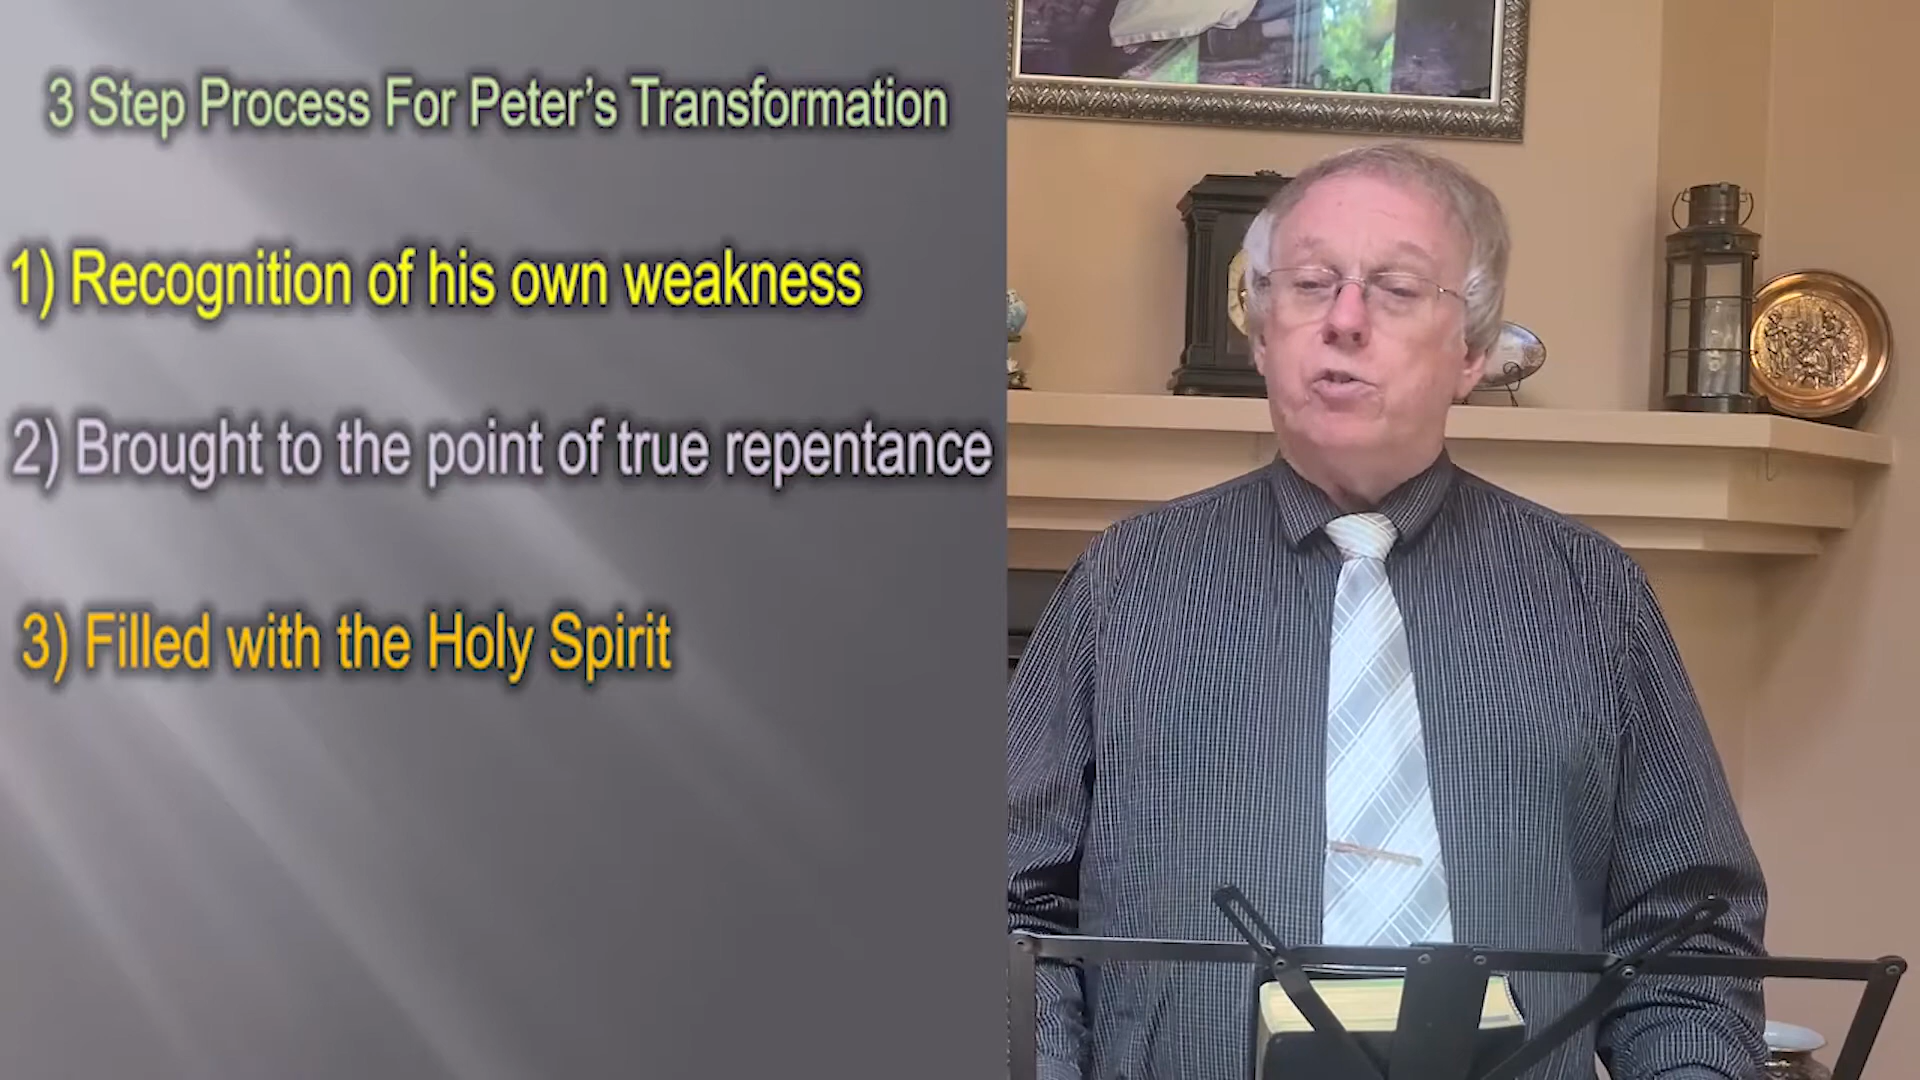 3 Step Process For Peter's Transformation
1) Recognition of his own weakness
2) Brought to the point of true repentance
3) Filled with the Holy Spirit